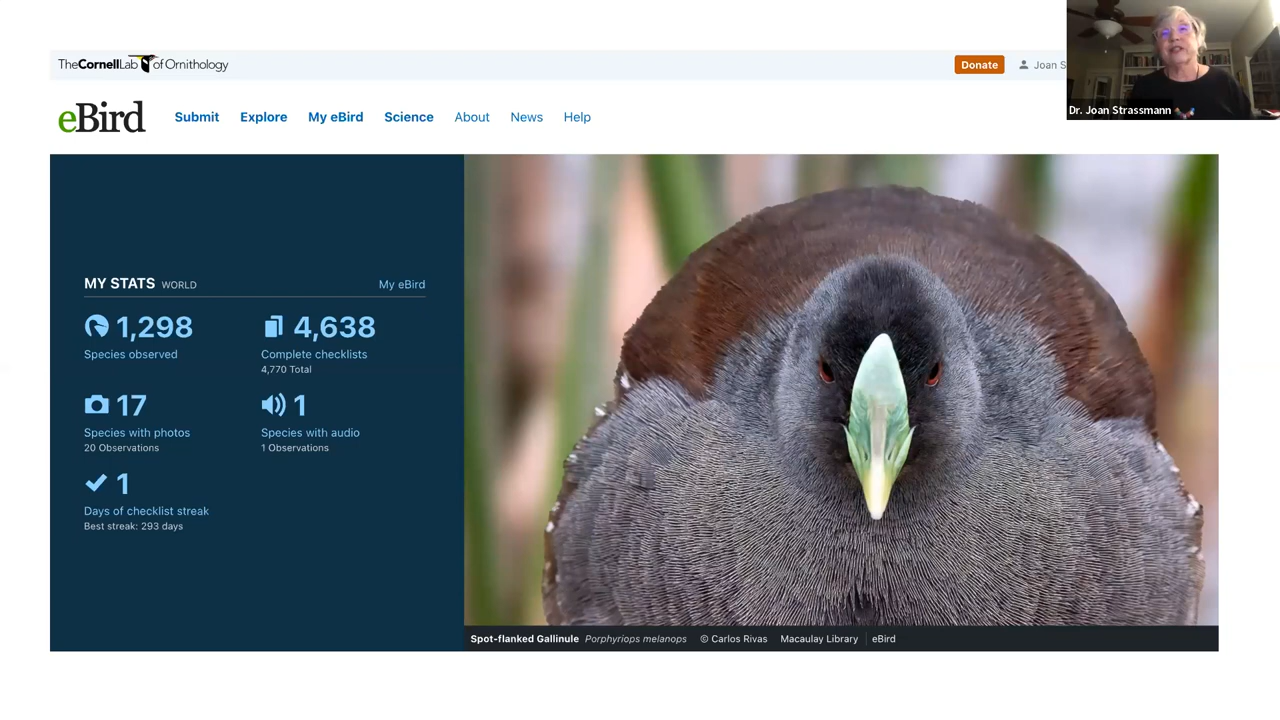 TheCornellLab of Ornithology
Donate
Joan S
Dr. Joan Strassmann
eBird
Submit
Explore
My eBird
Science
About
News
Help
MY STATS WORLD
My eBird
1,298
Species observed
4,638
Complete checklists
4,770 Total
17
Species with photos
20 Observations
1
Species with audio
1 Observations
1
Days of checklist streak
Best streak: 293 days
Spot-flanked Gallinule Porphyriops melanops © Carlos Rivas Macaulay Library eBird